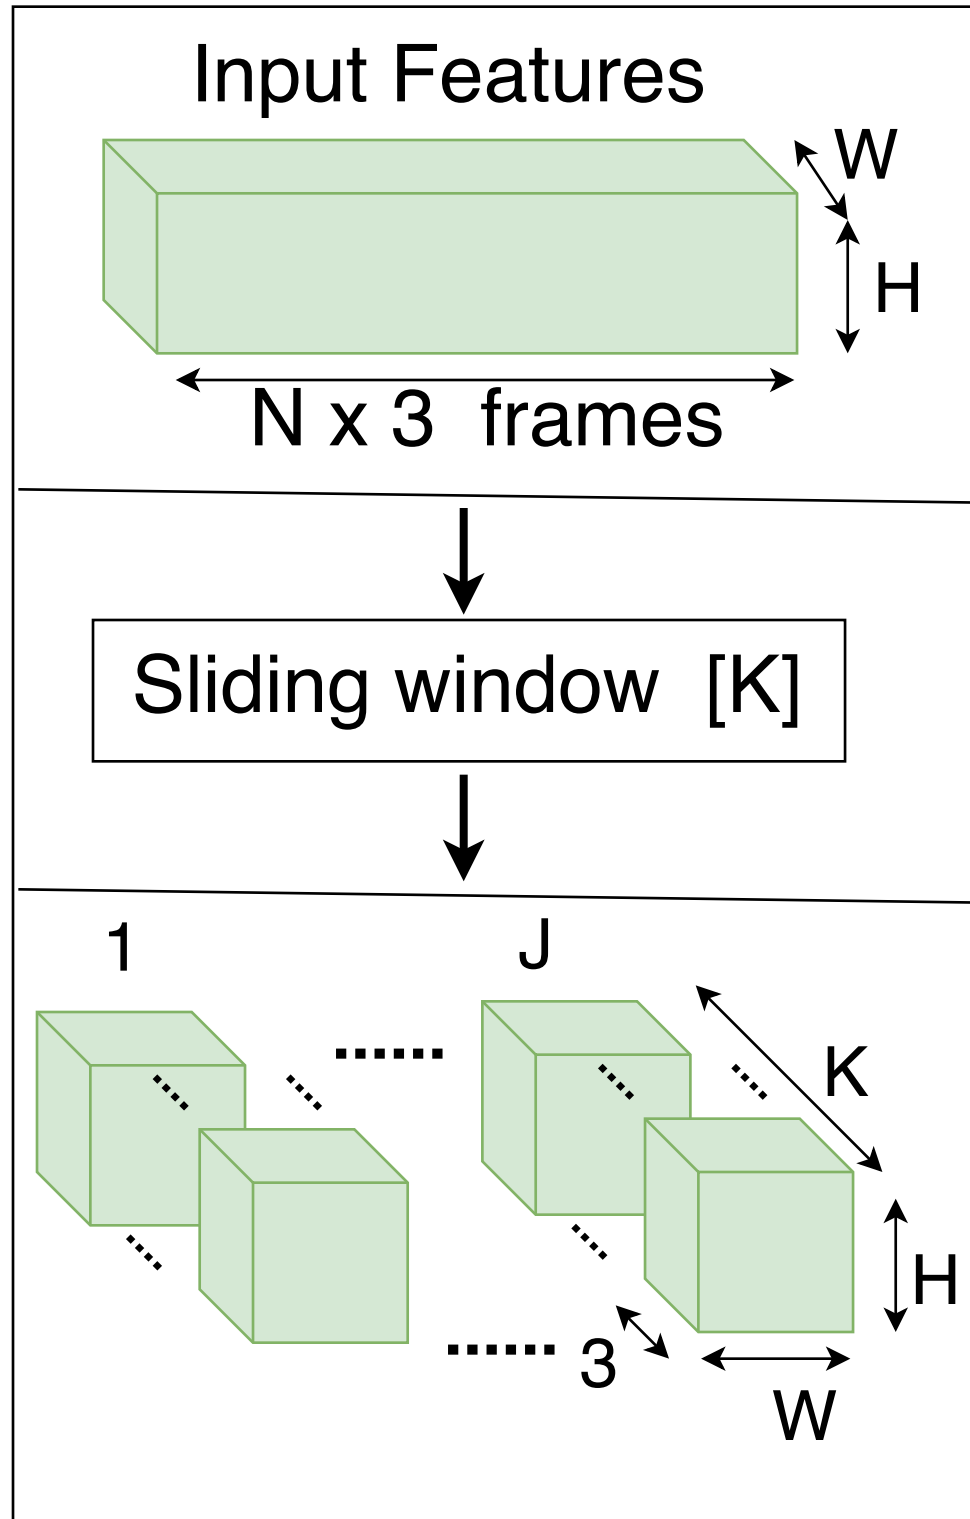 Input Features
W
H
N x 3 frames
Sliding window [K]
1
J
K
H
3
W